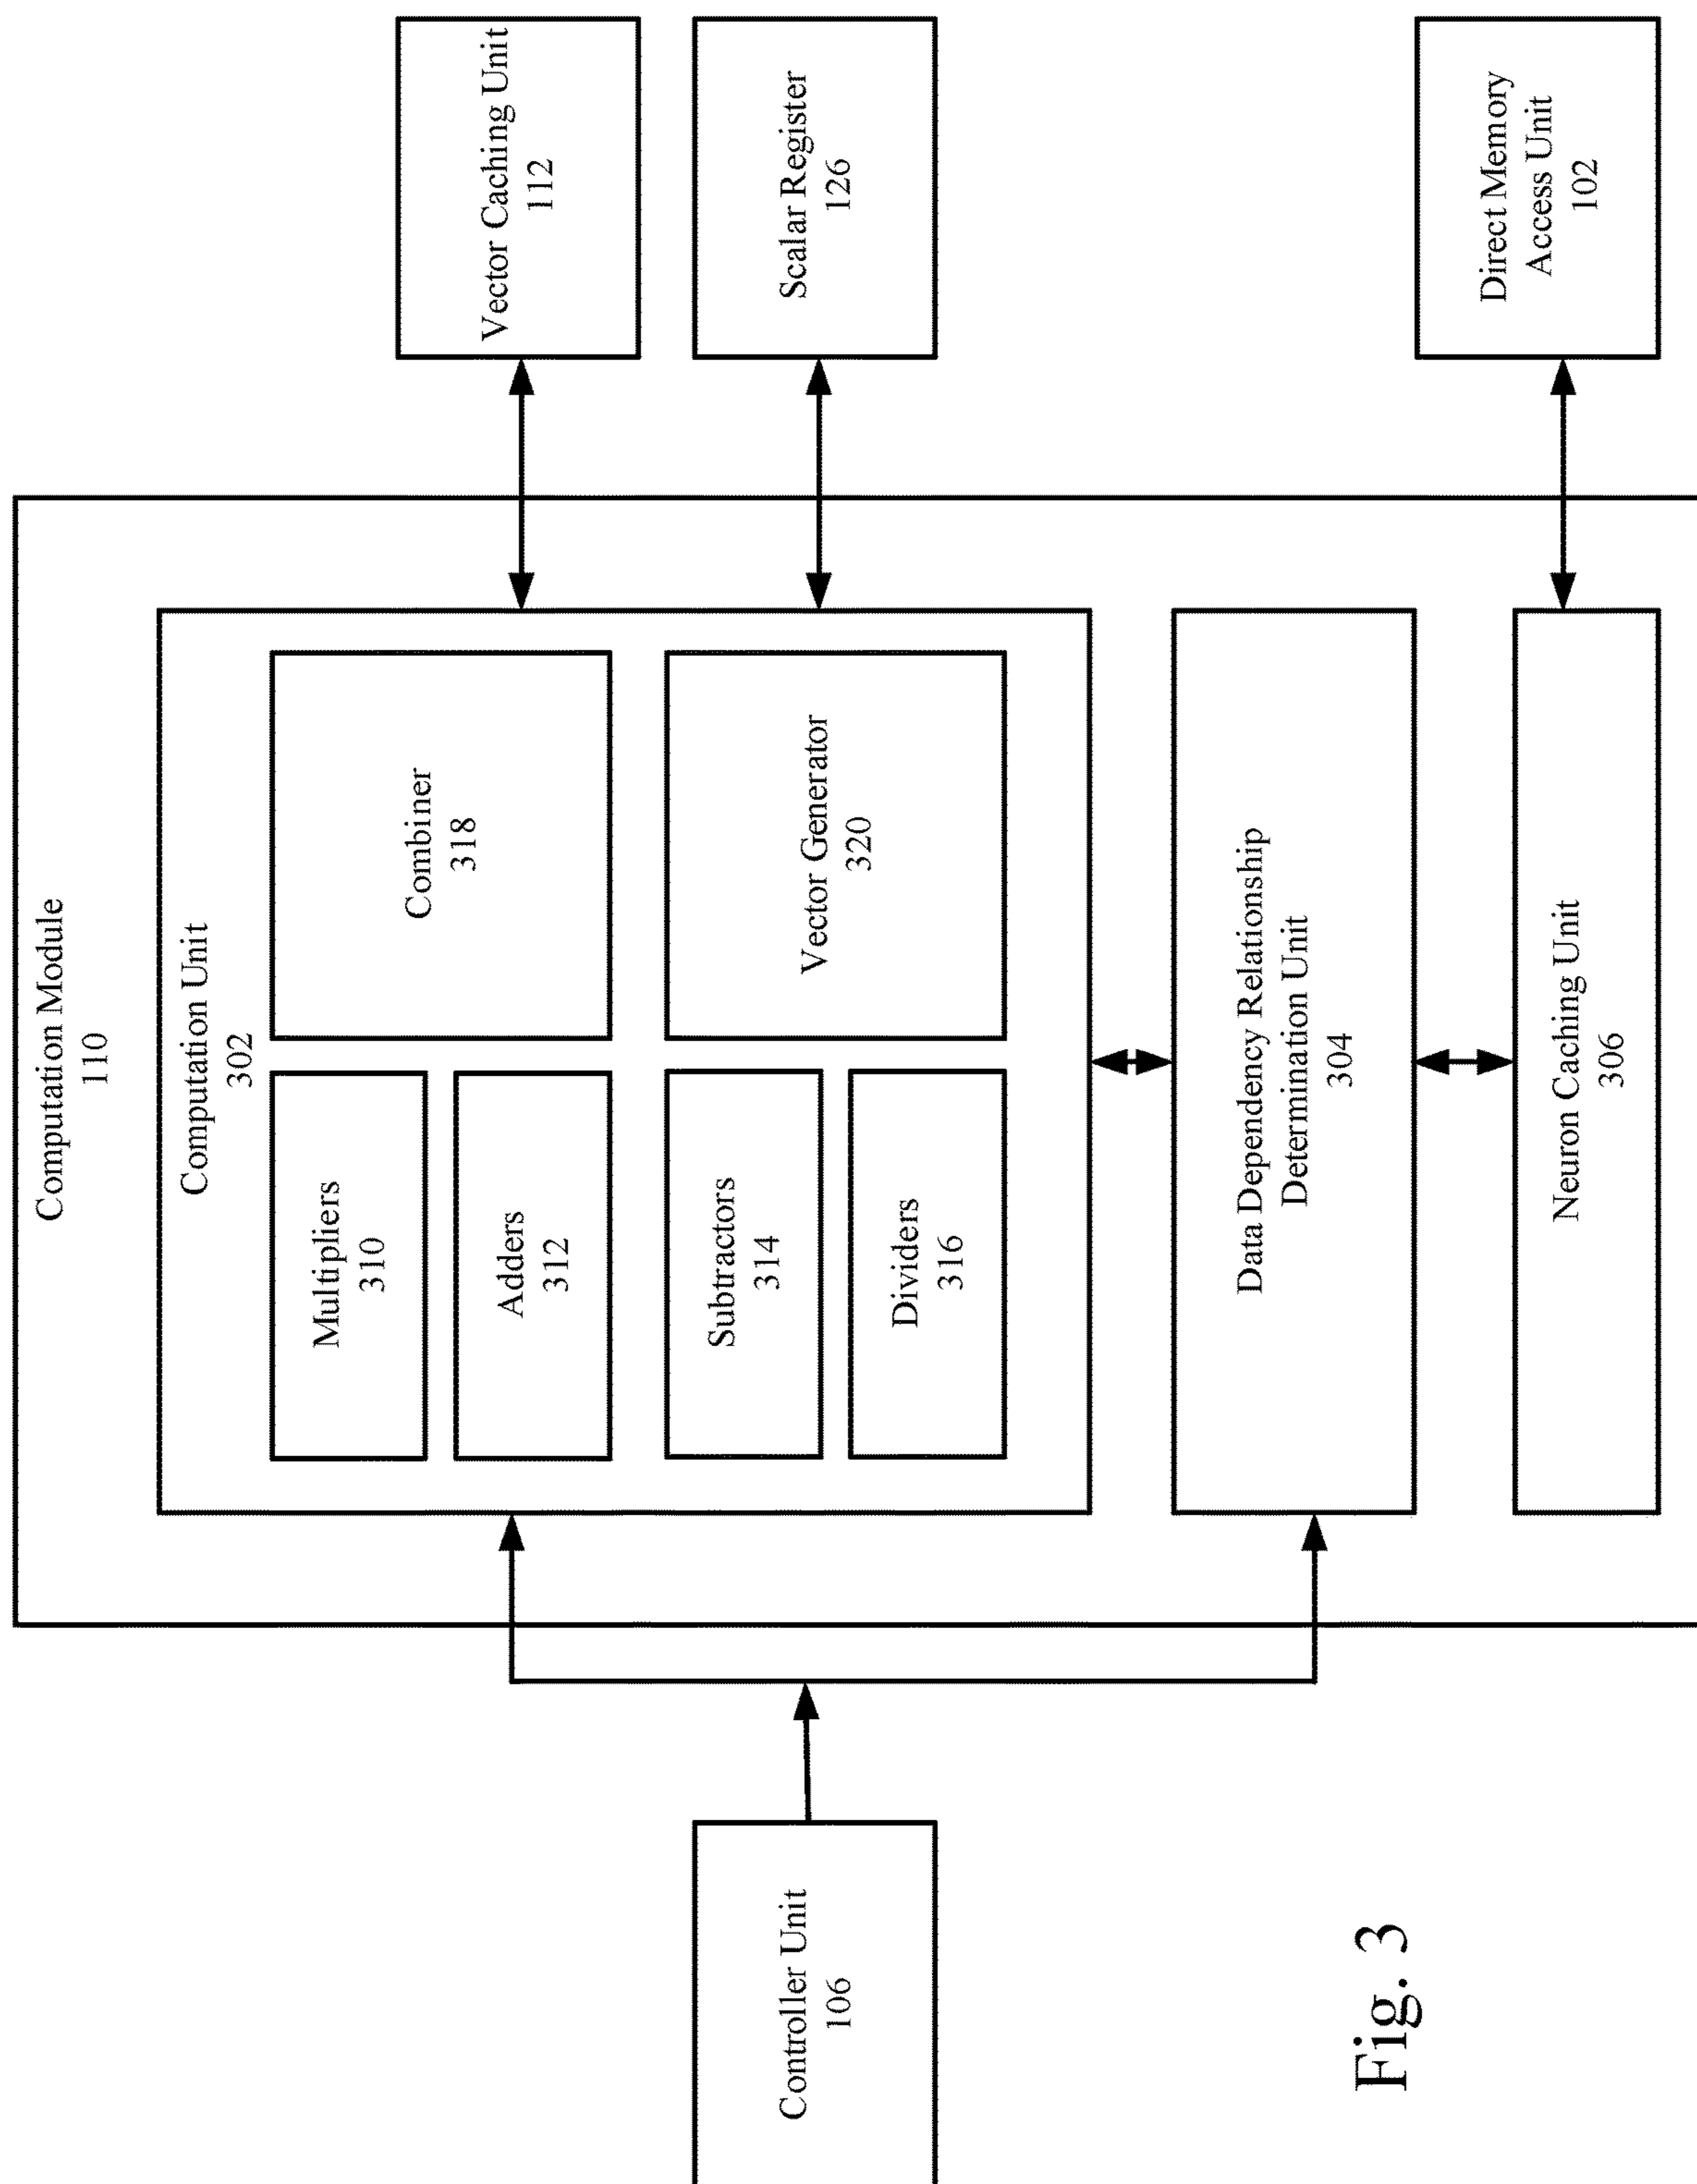 Computation Module
110
Computation Unit
302
Multipliers
310
Combiner
318
Adders
312
Subtractors
314
Vector Generator
320
Dividers
316
Data Dependency Relationship
Determination Unit
304
Neuron Caching Unit
306
Controller Unit
106
Vector Caching Unit
112
Scalar Register
126
Direct Memory
Access Unit
102
Fig. 3